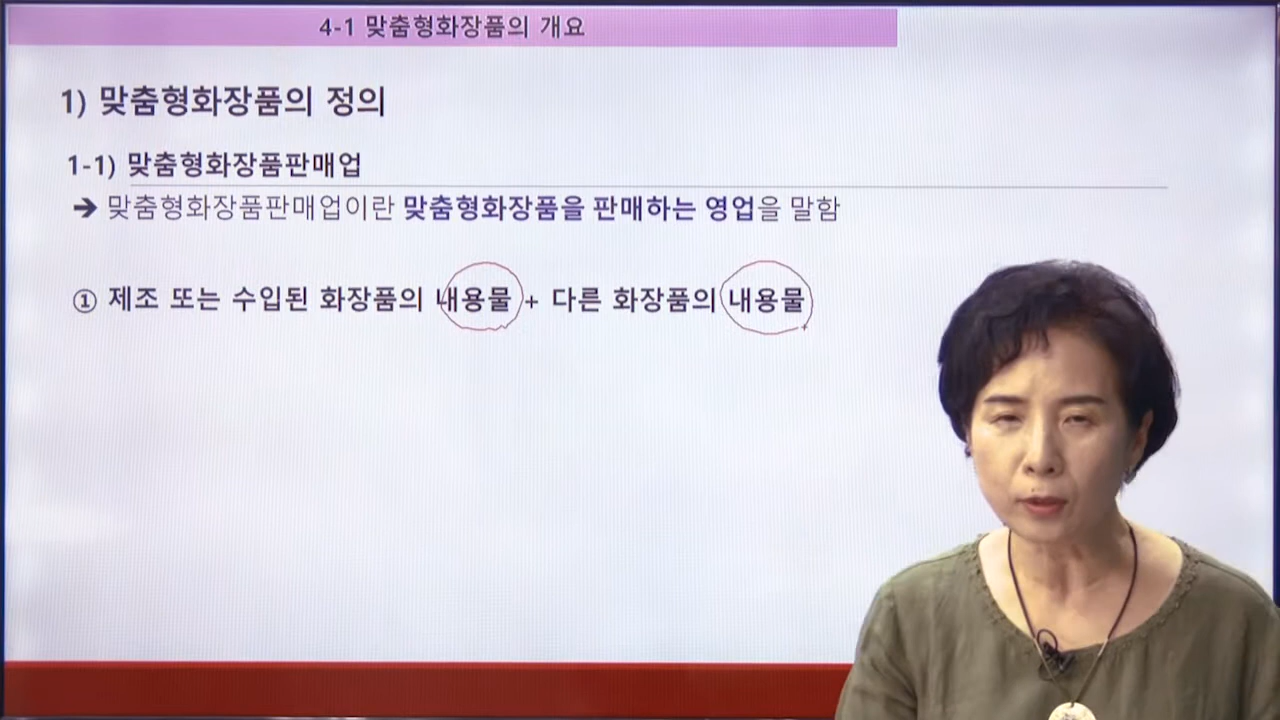 4-1 맞춤형화장품의 개요
1) 맞춤형화장품의 정의
1-1) 맞춤형화장품판매업
➔ 맞춤형화장품판매업이란 맞춤형화장품을 판매하는 영업을 말함
① 제조 또는 수입된 화장품의 내용물 + 다른 화장품의 내용물